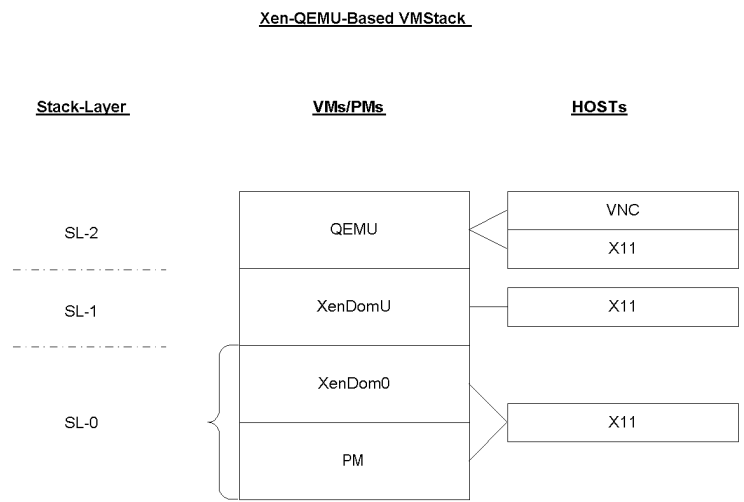 Xen-QEMU-Based VMStack
Stack-Layer VMs/PMs HOSTs
VNC
SL-2 QEMU
X11
SL-1 XenDomU X11
XenDom0
SL-0 X11
PM